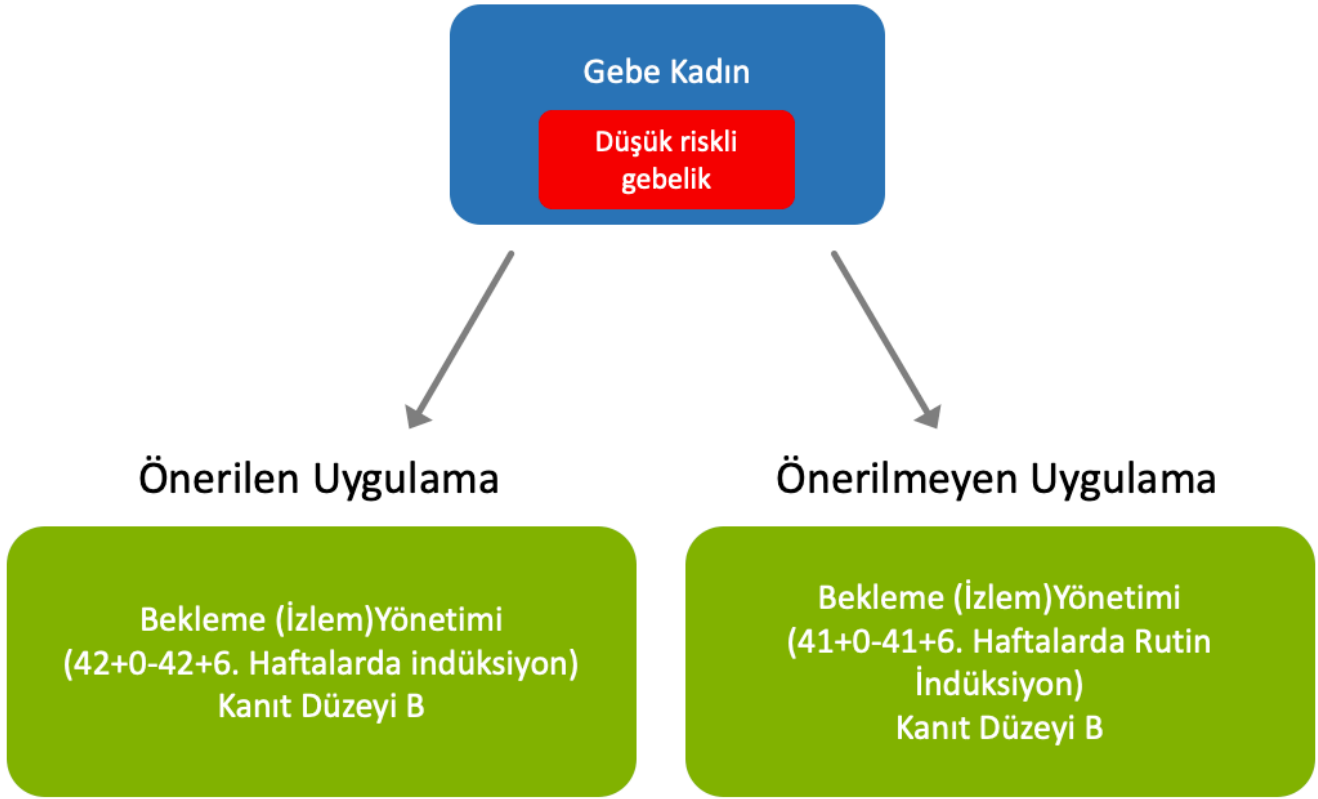 Gebe Kadın
Düşük riskli
gebelik
Önerilen Uygulama
Bekleme (İzlem)Yönetimi
(42+0-42+6. Haftalarda indüksiyon)
Kanıt Düzeyi B
Önerilmeyen Uygulama
Bekleme (İzlem)Yönetimi
(41+0-41+6. Haftalarda Rutin
İndüksiyon)
Kanıt Düzeyi B